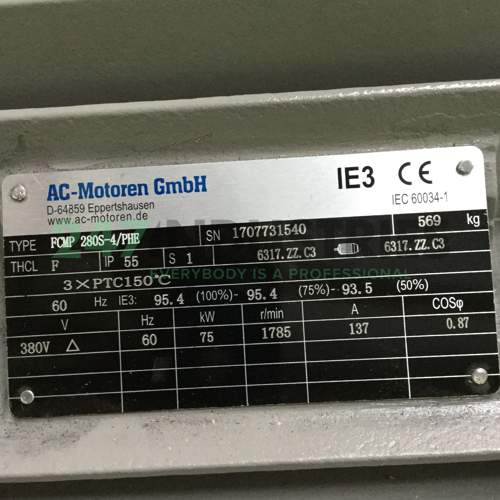 AC-Motoren GmbH
D-64859 Eppertshausen
www.ac-motoren.de
IE3 CE
IEC 60034-1
TYPE FCMP 280S-4/PHE SN 1707731540 569 kg
THCL F IP 55 S 1 6317.ZZ.C3 6317.ZZ.C3
EVERYBODY IS A PROFESSIONAL
3×PTC150℃
60 Hz IE3: 95.4 (100%)- 95.4 (75%)- 93.5 (50%)
V Hz kW r/min A COSφ
380V △ 60 75 1785 137 0.87